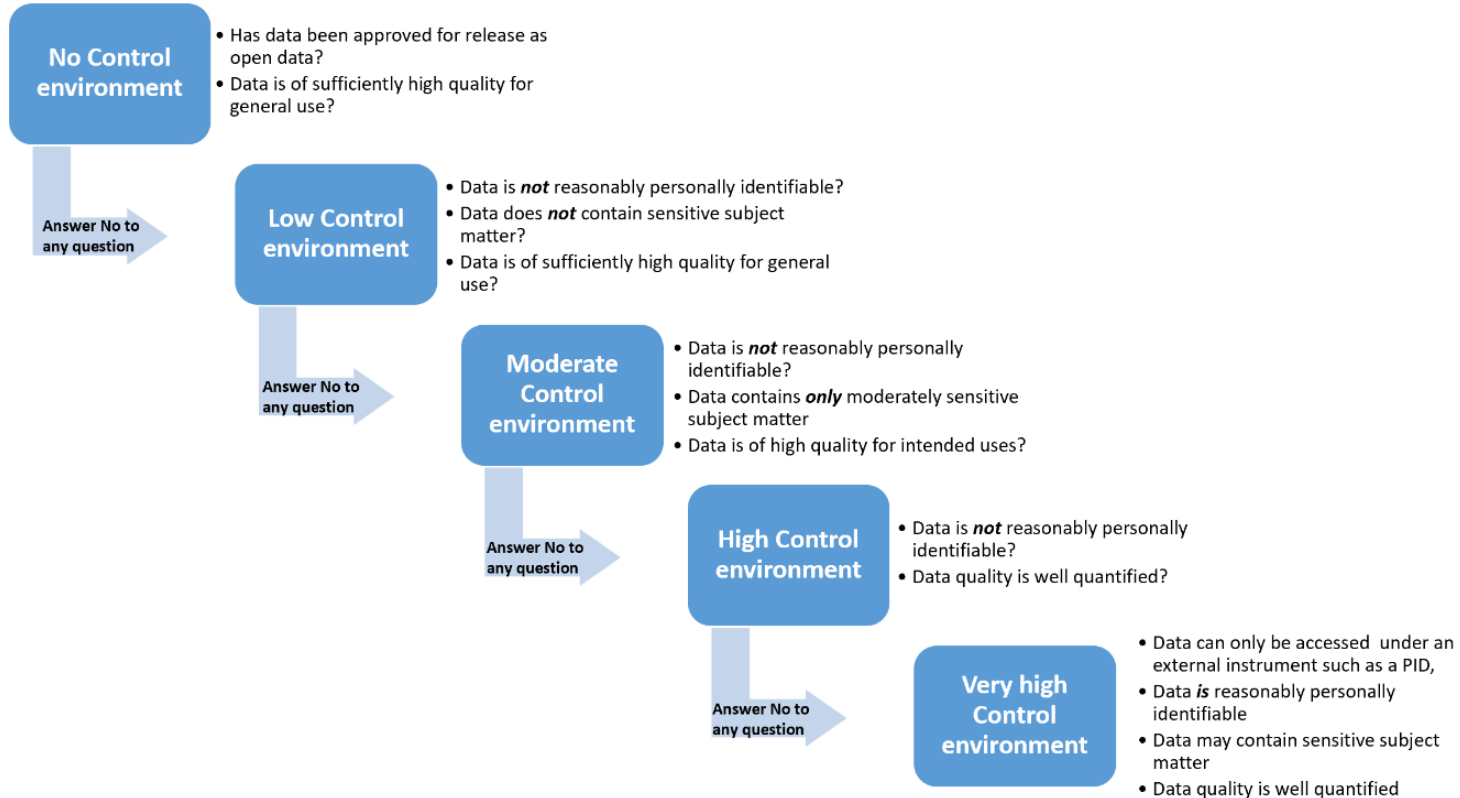 No Control
environment
• Has data been approved for release as
open data?
• Data is of sufficiently high quality for
general use?
Answer No to
any question
Low Control
environment
• Data is not reasonably personally identifiable?
• Data does not contain sensitive subject
matter?
• Data is of sufficiently high quality for general
use?
Answer No to
any question
Moderate
Control
environment
• Data is not reasonably personally
identifiable?
• Data contains only moderately sensitive
subject matter
• Data is of high quality for intended uses?
Answer No to
any question
High Control
environment
• Data is not reasonably personally
identifiable?
• Data quality is well quantified?
Answer No to
any question
Very high
Control
environment
• Data can only be accessed under an
external instrument such as a PID,
• Data is reasonably personally
identifiable
• Data may contain sensitive subject
matter
• Data quality is well quantified